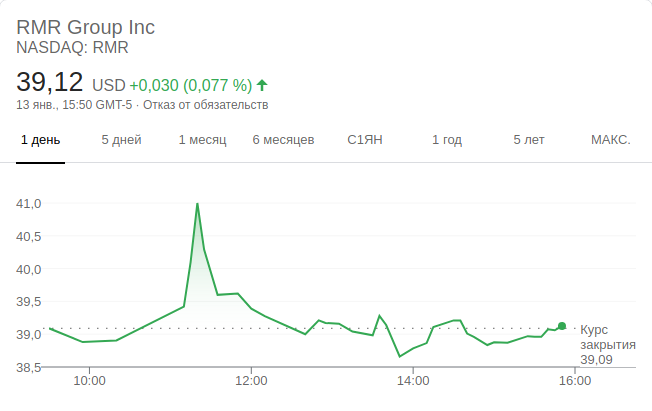 RMR Group Inc
NASDAQ: RMR
39,12 USD +0,030 (0,077 %)
13 янв., 15:50 GMT-5 · Отказ от обязательств
1 день 5 дней 1 месяц 6 месяцев С1ЯН 1 год 5 лет МАКС.
41,0
40,5
40,0
39,5
39,0
38,5
Курс
закрытия
39,09
10:00 12:00 14:00 16:00